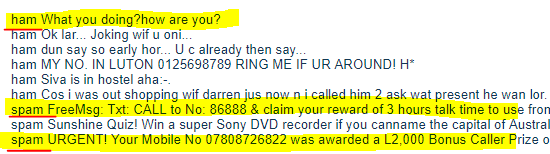 ham What you doing?how are you?
ham Ok lar... Joking wif u oni...
ham dun say so early hor... U c already then say...
ham MY NO. IN LUTON 0125698789 RING ME IF UR AROUND! H*
ham Siva is in hostel aha:-.
ham Cos i was out shopping wif darren jus now n i called him 2 ask wat present he wan lor.
spam FreeMsg: Txt: CALL to No: 86888 & claim your reward of 3 hours talk time to use from
spam Sunshine Quiz! Win a super Sony DVD recorder if you canname the capital of Austral
spam URGENT! Your Mobile No 07808726822 was awarded a L2,000 Bonus Caller Prize o